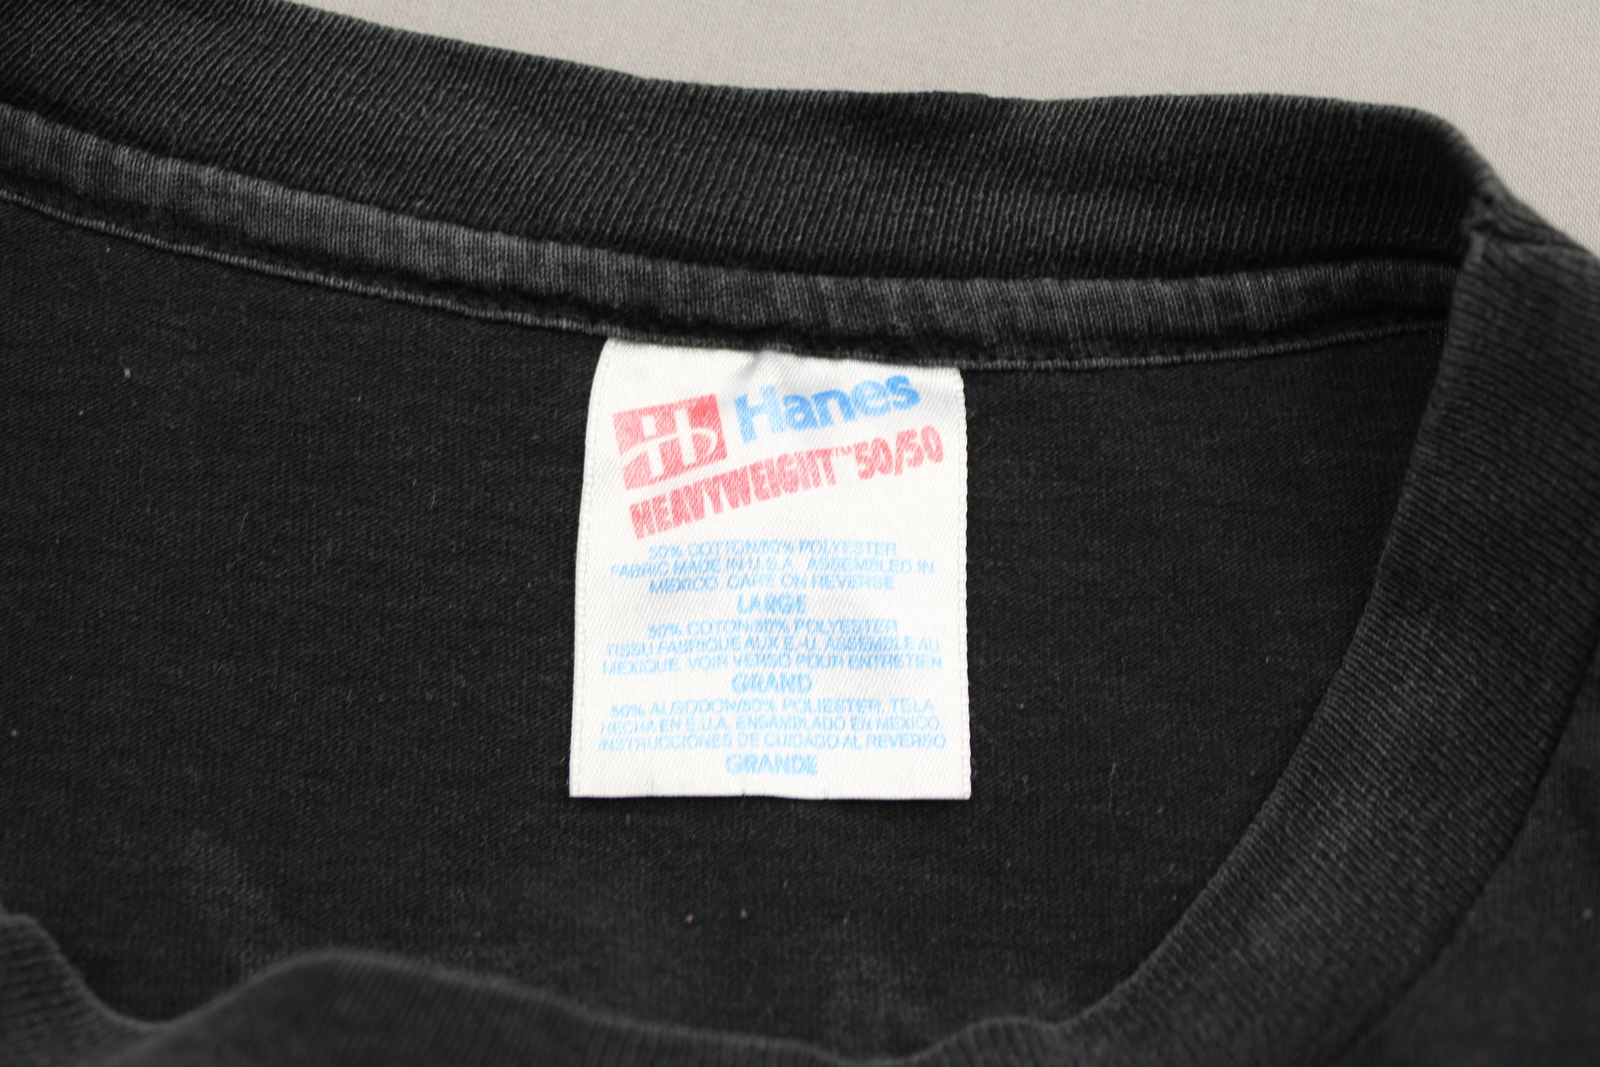 Hanes
HEAVYWEIGHT™ 50/50
50% COTTON/50% POLYESTER
FABRIC MADE IN U.S.A. ASSEMBLED IN
MEXICO. CARE ON REVERSE
LARGE
50% COTON/50% POLYESTER
TISSU FABRIQUE AUX E.-U. ASSEMBLE AU
MEXIQUE. VOIR VERSO POUR ENTRETIEN
GRAND
50% ALGODON/50% POLIESTER. TELA
HECHA EN E.U.A. ENSAMBLADO EN MEXICO.
INSTRUCCIONES DE CUIDADO AL REVERSO
GRANDE